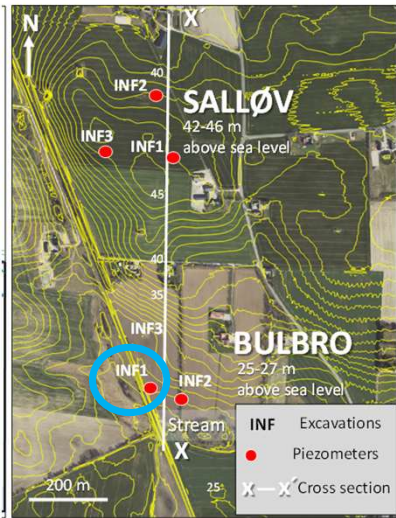 X´
N
40
INF2
SALLØV
42-46 m
above sea level
INF3
INF1
45
40
35
INF3
BULBRO
25-27 m
above sea level
INF1
INF2
Stream
X
INF Excavations
Piezometers
X — X´ Cross section
200 m
25